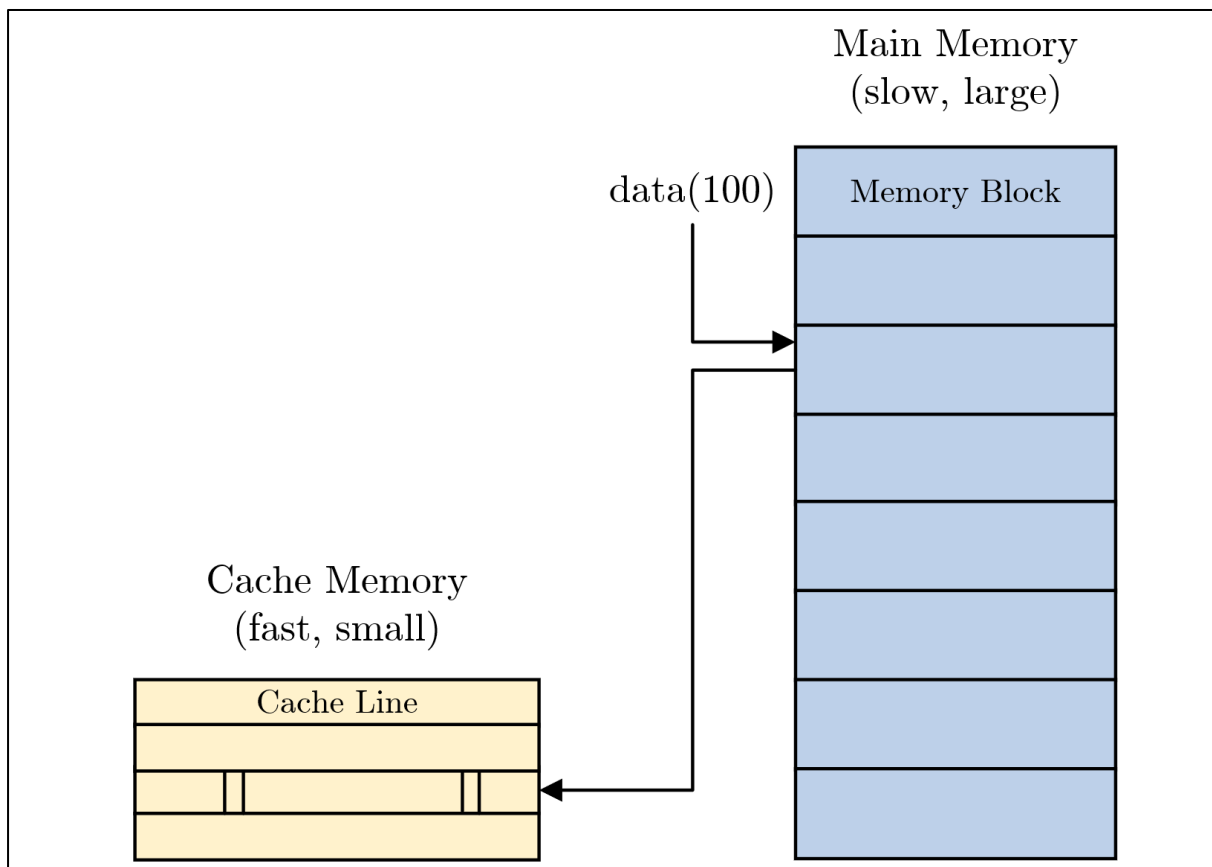 Main Memory
(slow, large)
data(100)
Memory Block
Cache Memory
(fast, small)
Cache Line